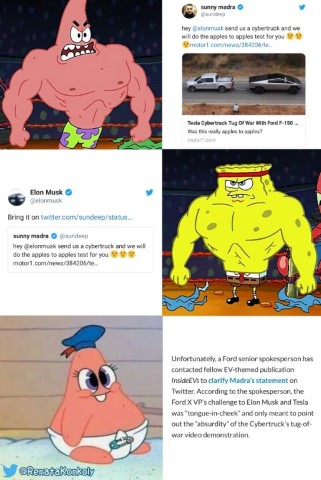 sunny madra
@sundeep
hey @elonmusk send us a cybertruck and we
will do the apples to apples test for you 😯😯
😯motor1.com/news/384206/te..
Tesla Cybertruck Tug Of War With Ford F-150 ...
Was this really apples to apples?
motor1.com
Elon Musk
@elonmusk
Bring it on twitter.com/sundeep/status...
sunny madra @sundeep
hey @elonmusk send us a cybertruck and we will
do the apples to apples test for you 😯😯😯
motor1.com/news/384206/te..
Unfortunately, a Ford senior spokesperson has
contacted fellow EV-themed publication
InsideEVs to clarify Madra's statement on
Twitter. According to the spokesperson, the
Ford X VP's challenge to Elon Musk and Tesla
was "tongue-in-cheek" and only meant to point
out the "absurdity" of the Cybertruck's tug-of-
war video demonstration.
@RenataKonkoly